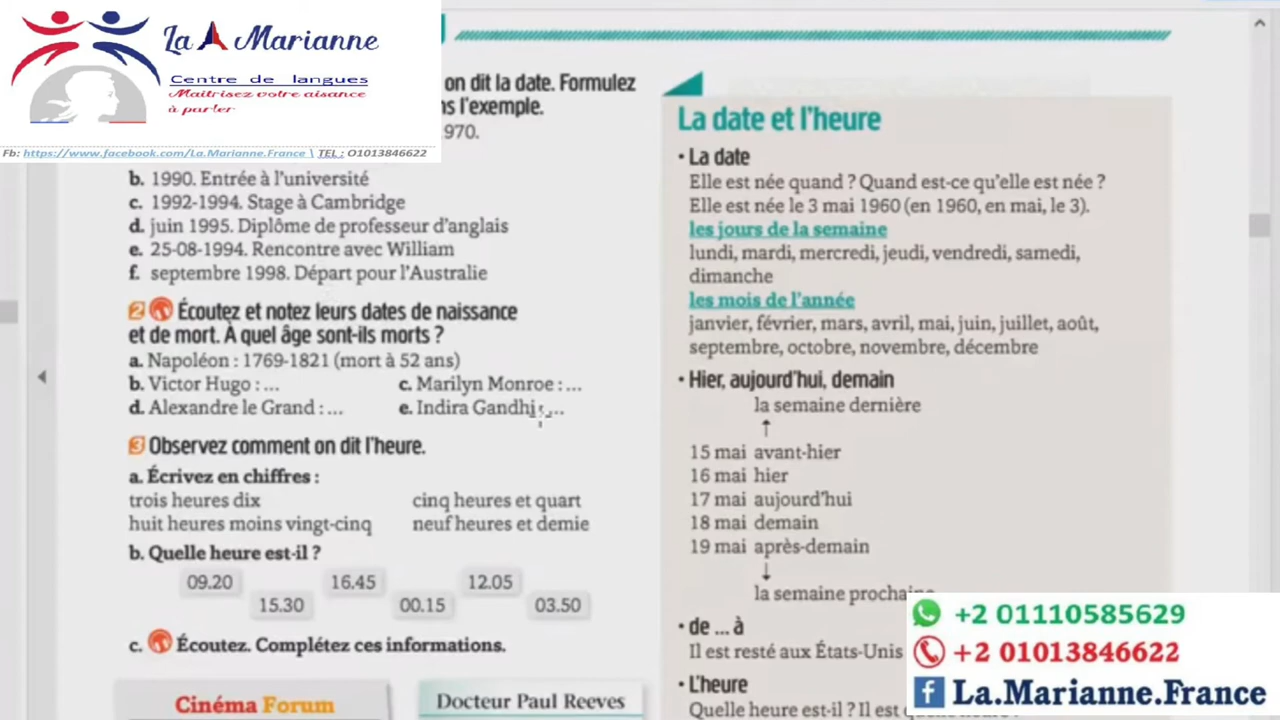 La Marianne
Centre de langues
Maîtrisez votre aisance
à parler
Fb: https://www.facebook.com/La.Marianne.France \ TEL : 01013846622
on dit la date. Formulez
ns l'exemple.
970.
b. 1990. Entrée à l'université
c. 1992-1994. Stage à Cambridge
d. juin 1995. Diplôme de professeur d'anglais
e. 25-08-1994. Rencontre avec William
f. septembre 1998. Départ pour l'Australie
2 Écoutez et notez leurs dates de naissance
et de mort. À quel âge sont-ils morts ?
a. Napoléon : 1769-1821 (mort à 52 ans)
b. Victor Hugo : ... c. Marilyn Monroe : ...
d. Alexandre le Grand : ... e. Indira Gandhi : ...
3 Observez comment on dit l'heure.
a. Écrivez en chiffres :
trois heures dix cinq heures et quart
huit heures moins vingt-cinq neuf heures et demie
b. Quelle heure est-il ?
09.20 16.45 12.05
15.30 00.15 03.50
c. Écoutez. Complétez ces informations.
Cinéma Forum
Docteur Paul Reeves
La date et l'heure
• La date
Elle est née quand ? Quand est-ce qu'elle est née ?
Elle est née le 3 mai 1960 (en 1960, en mai, le 3).
les jours de la semaine
lundi, mardi, mercredi, jeudi, vendredi, samedi,
dimanche
les mois de l'année
janvier, février, mars, avril, mai, juin, juillet, août,
septembre, octobre, novembre, décembre
• Hier, aujourd'hui, demain
la semaine dernière
↑
15 mai avant-hier
16 mai hier
17 mai aujourd'hui
18 mai demain
19 mai après-demain
↓
la semaine prochaine
• de ... à
Il est resté aux États-Unis
• L'heure
Quelle heure est-il ? Il est
+2 01110585629
+2 01013846622
La.Marianne.France